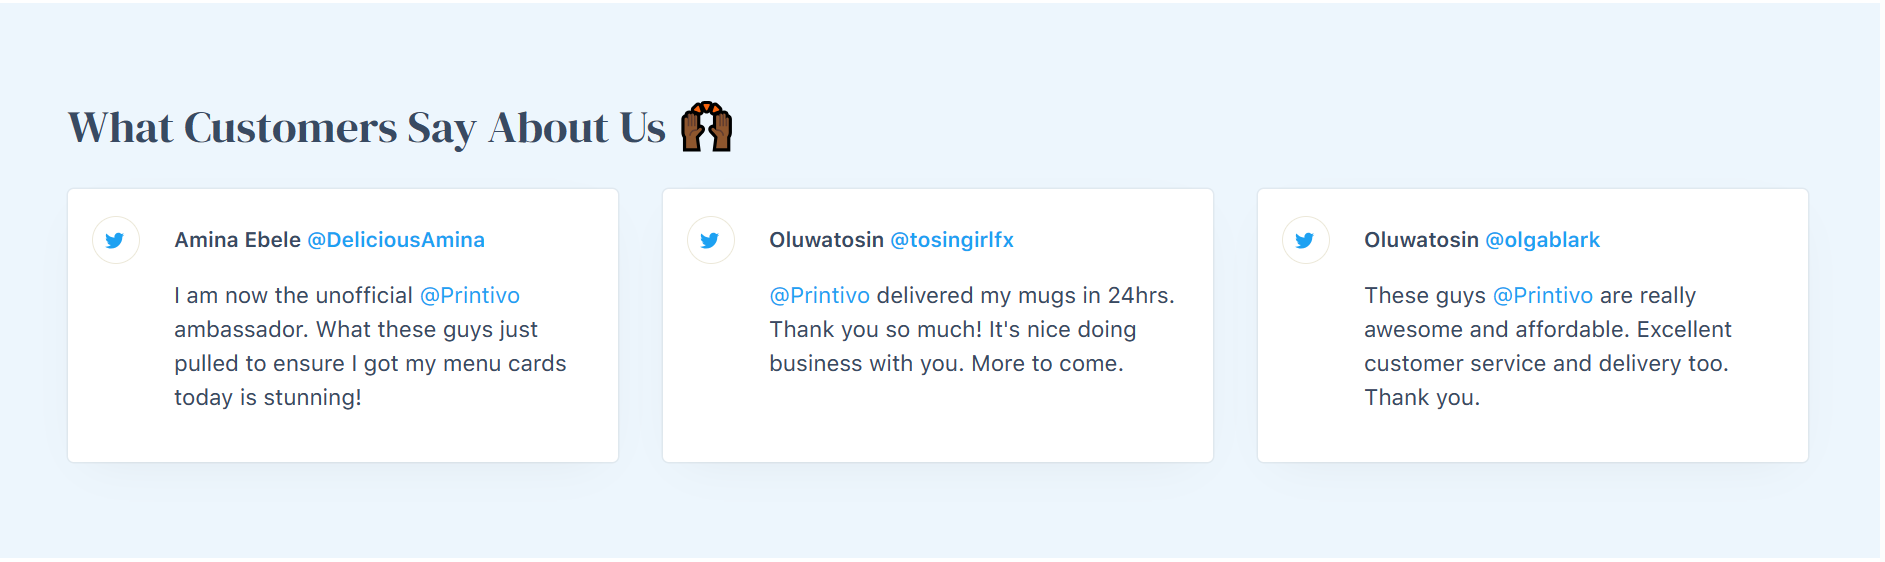 What Customers Say About Us
Amina Ebele @DeliciousAmina
I am now the unofficial @Printivo
ambassador. What these guys just
pulled to ensure I got my menu cards
today is stunning!
Oluwatosin @tosingirlfx
@Printivo delivered my mugs in 24hrs.
Thank you so much! It's nice doing
business with you. More to come.
Oluwatosin @olgablark
These guys @Printivo are really
awesome and affordable. Excellent
customer service and delivery too.
Thank you.